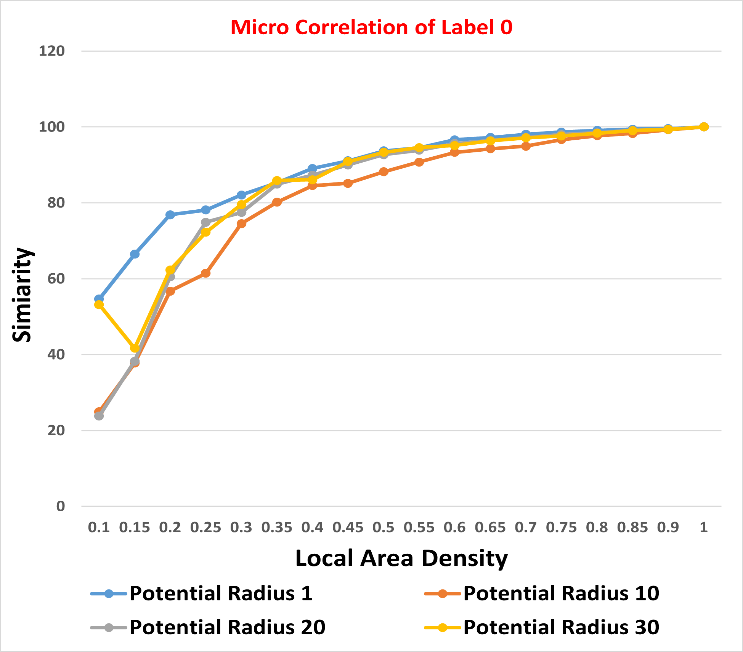 Micro Correlation of Label 0
120
100
80
60
40
20
0
Simiarity
0.1 0.15 0.2 0.25 0.3 0.35 0.4 0.45 0.5 0.55 0.6 0.65 0.7 0.75 0.8 0.85 0.9 1
Local Area Density
Potential Radius 1 Potential Radius 10
Potential Radius 20 Potential Radius 30